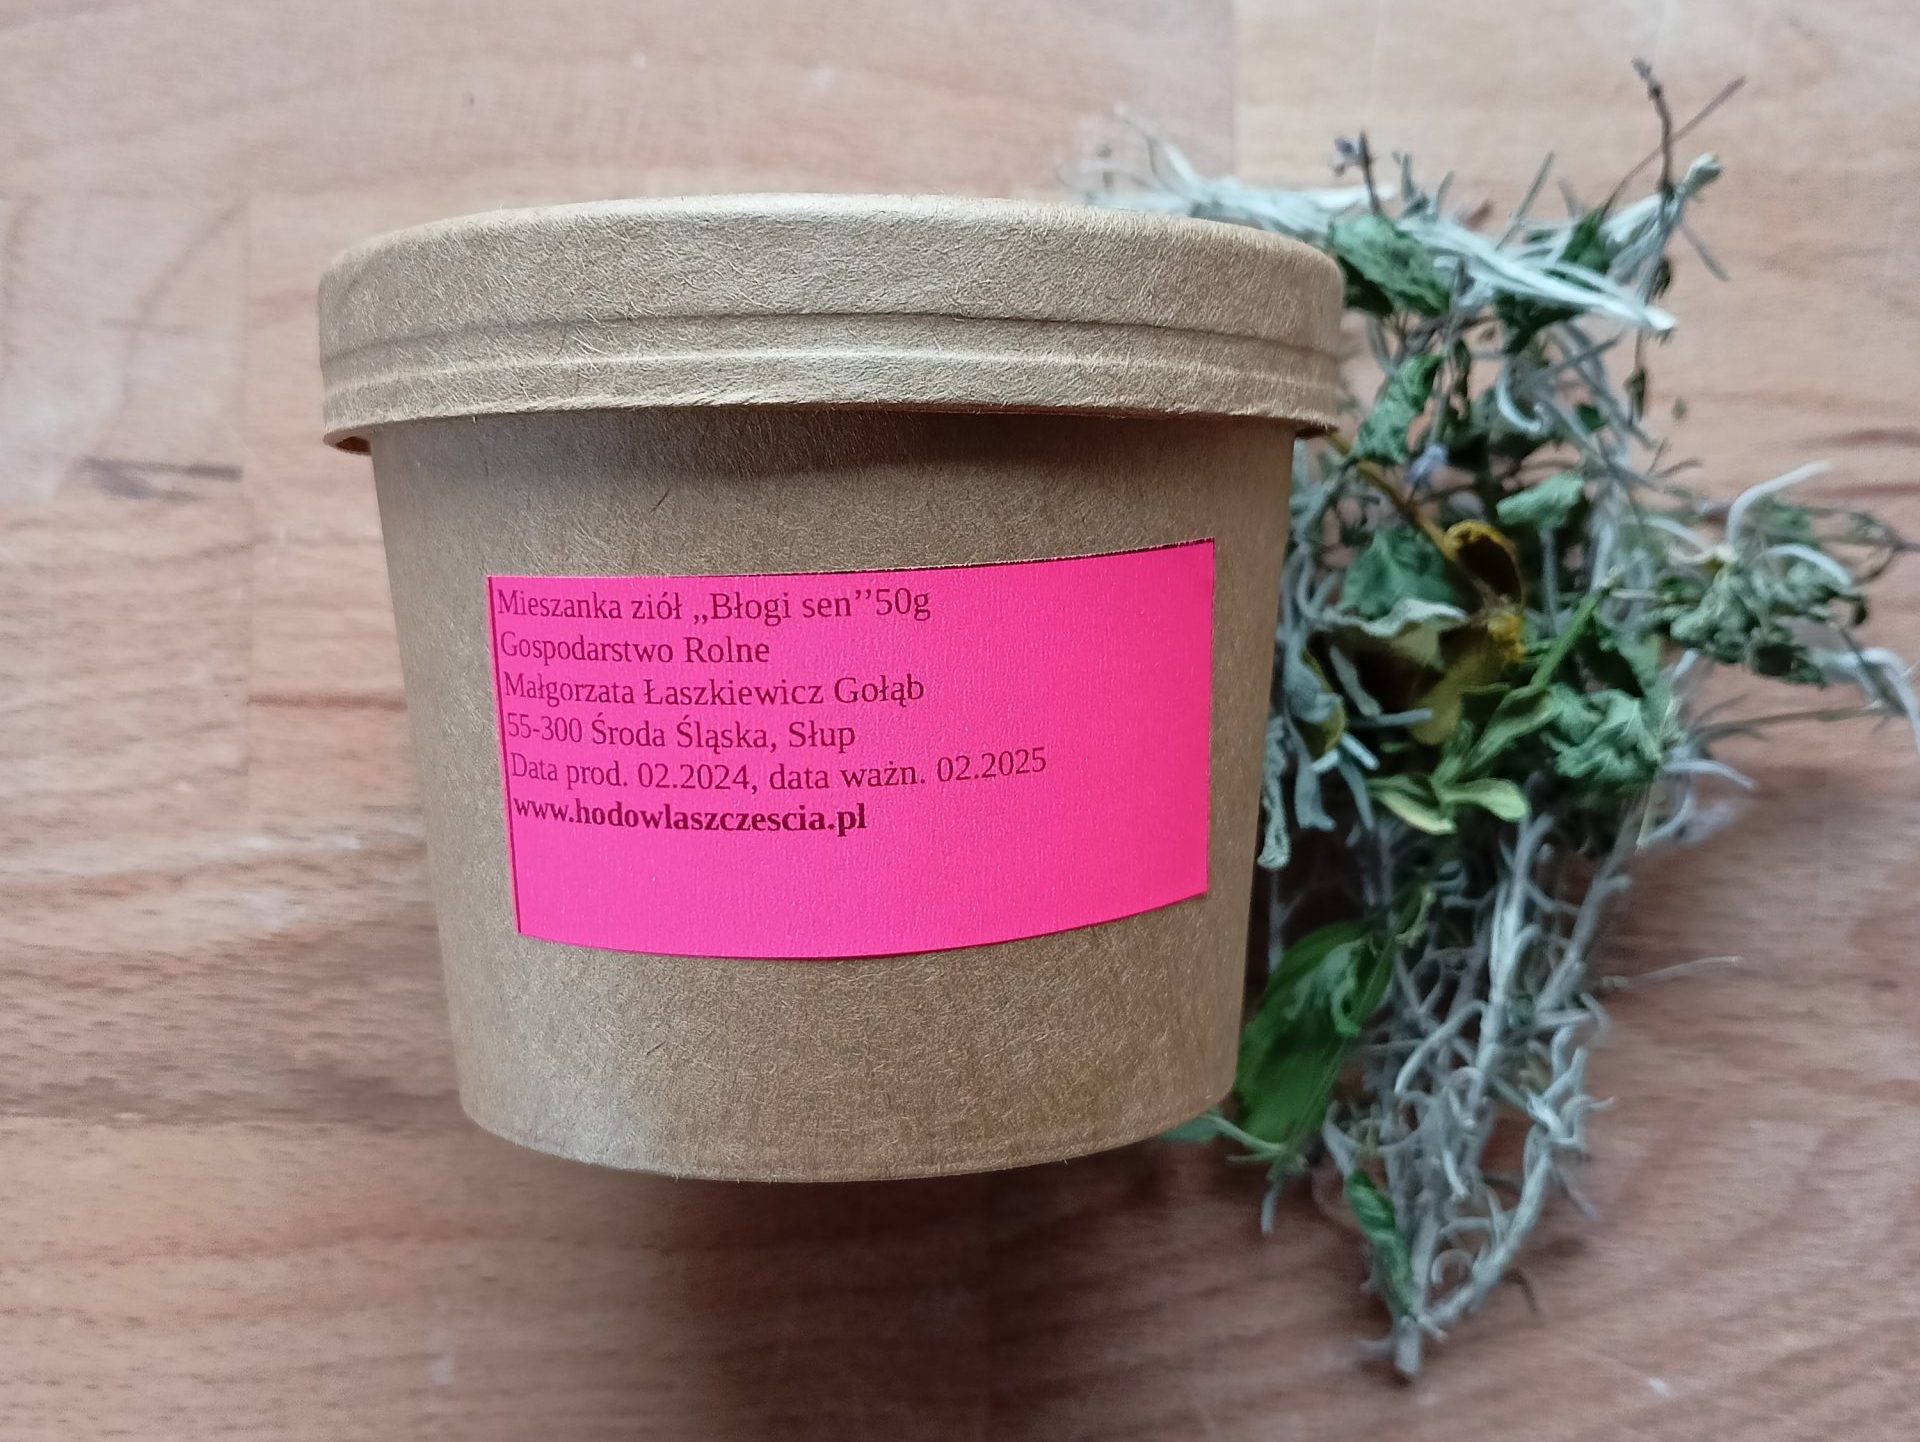 Mieszanka ziół ,,Błogi sen’’50g
Gospodarstwo Rolne
Małgorzata Łaszkiewicz Gołąb
55-300 Środa Śląska, Słup
Data prod. 02.2024, data ważn. 02.2025
www.hodowlaszczescia.pl